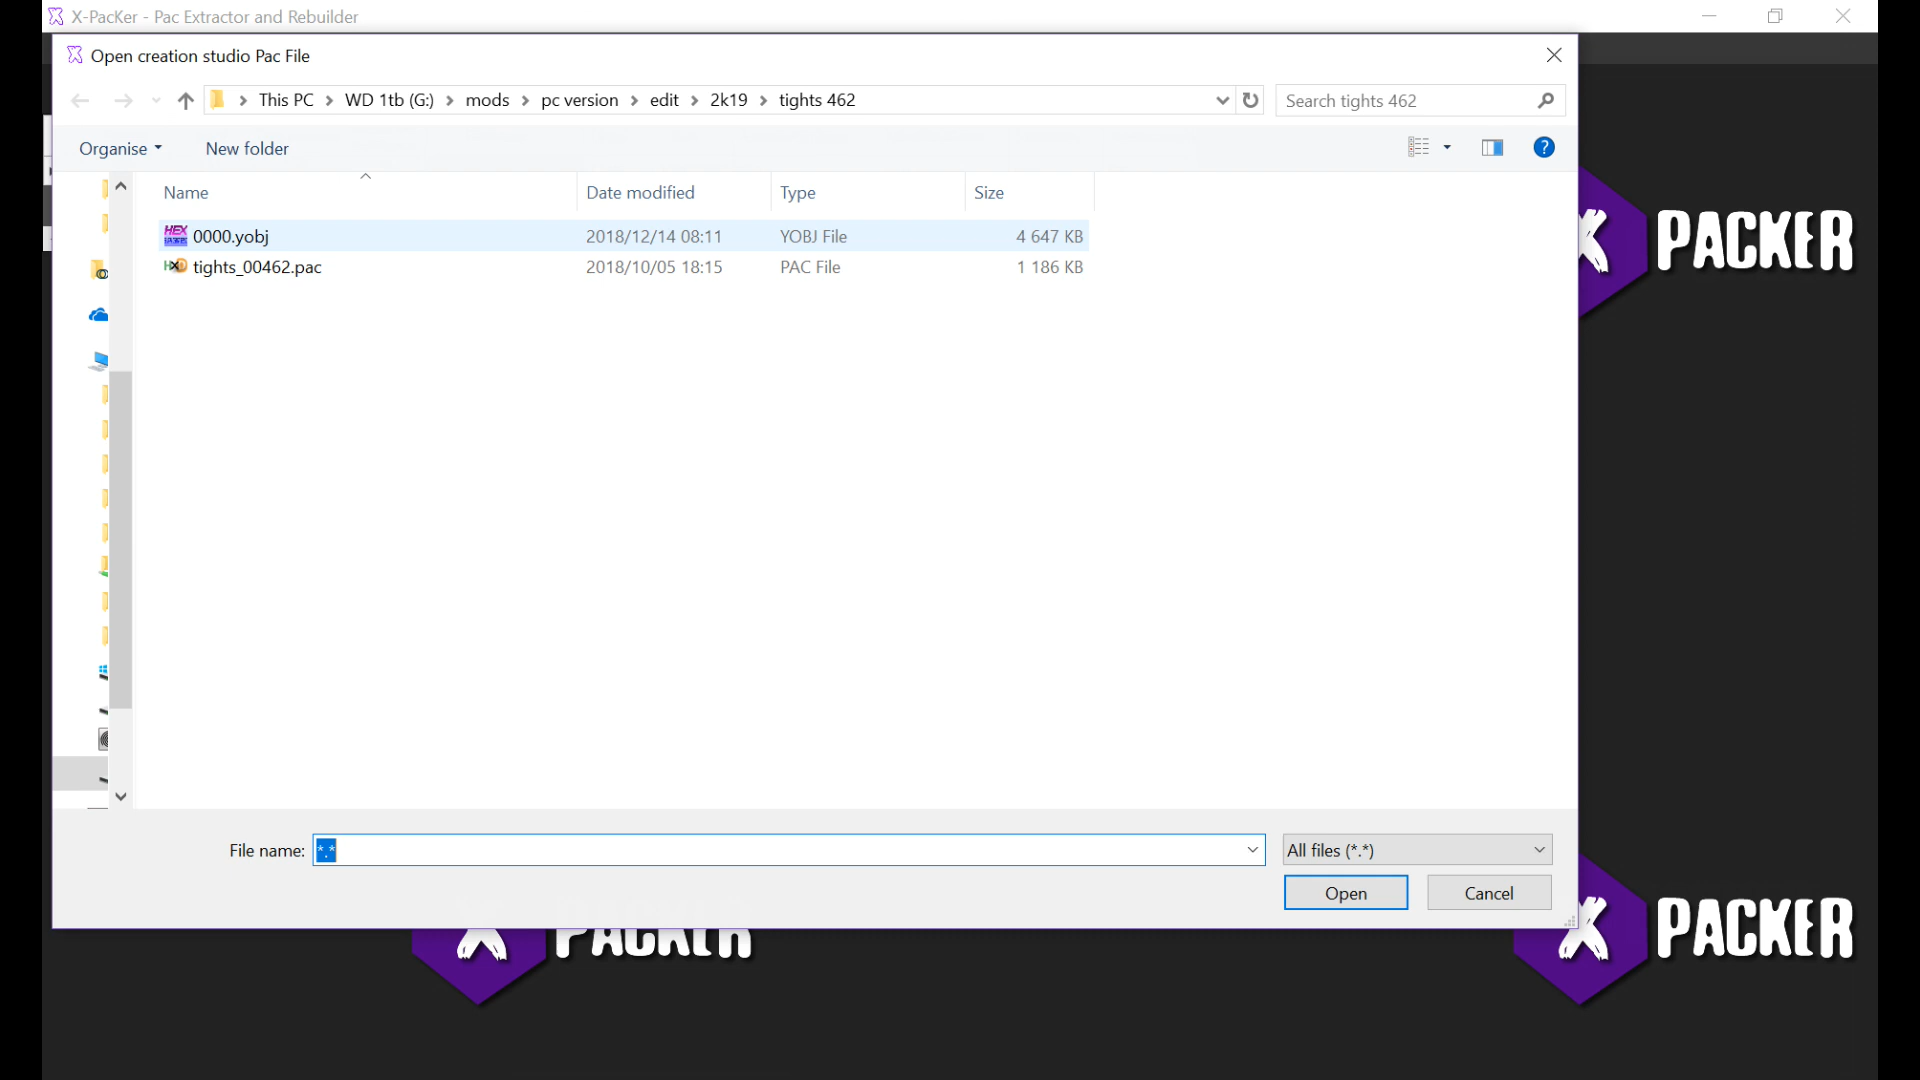 X-PacKer - Pac Extractor and Rebuilder
Open creation studio Pac File
This PC > WD 1tb (G:) > mods > pc version > edit > 2k19 > tights 462
Search tights 462
Organise
New folder
?
Name
Date modified
Type
Size
HEX
0000.yobj
2018/12/14 08:11
YOBJ File
4 647 KB
tights_00462.pac
2018/10/05 18:15
PAC File
1 186 KB
X PACKER
File name:
*.*
All files (*.*)
Open
Cancel
X PACKER
X PACKER